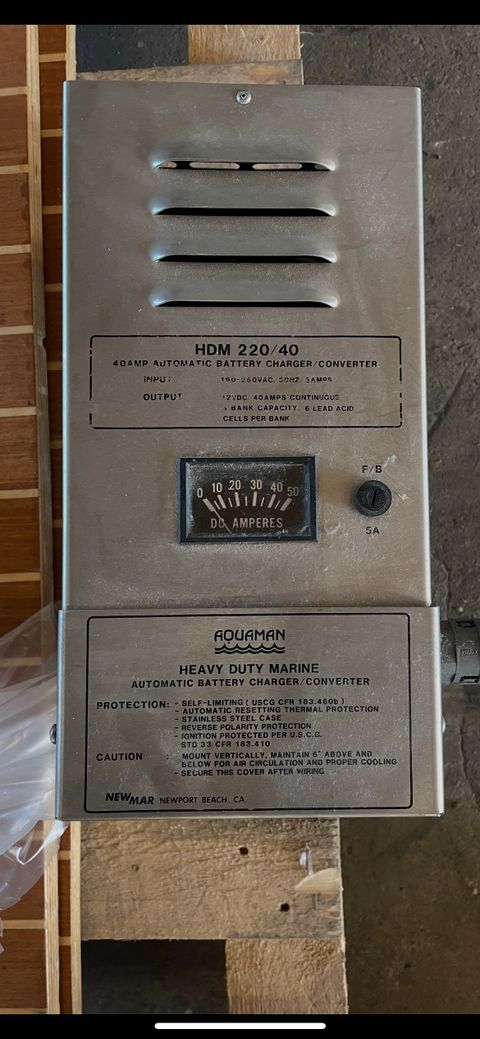 HDM 220/40
40AMP AUTOMATIC BATTERY CHARGER/CONVERTER
INPUT: 190-250VAC, 50HZ 3AMPS
OUTPUT 12VDC 40AMPS CONTINUOUS
BANK CAPACITY. 6 LEAD ACID
CELLS PER BANK
F/B
0 10 20 30 40 50
DC AMPERES
5A
AQUAMAN
HEAVY DUTY MARINE
AUTOMATIC BATTERY CHARGER/CONVERTER
PROTECTION: - SELF-LIMITING ( USCG CFR 183.460b )
- AUTOMATIC RESETTING THERMAL PROTECTION
- STAINLESS STEEL CASE
- REVERSE POLARITY PROTECTION
- IGNITION PROTECTED PER U.S.C.G.
STD 33 CFR 183.410
CAUTION : - MOUNT VERTICALLY, MAINTAIN 6" ABOVE AND
BELOW FOR AIR CIRCULATION AND PROPER COOLING
- SECURE THIS COVER AFTER WIRING
NEWMAR NEWPORT BEACH, CA.